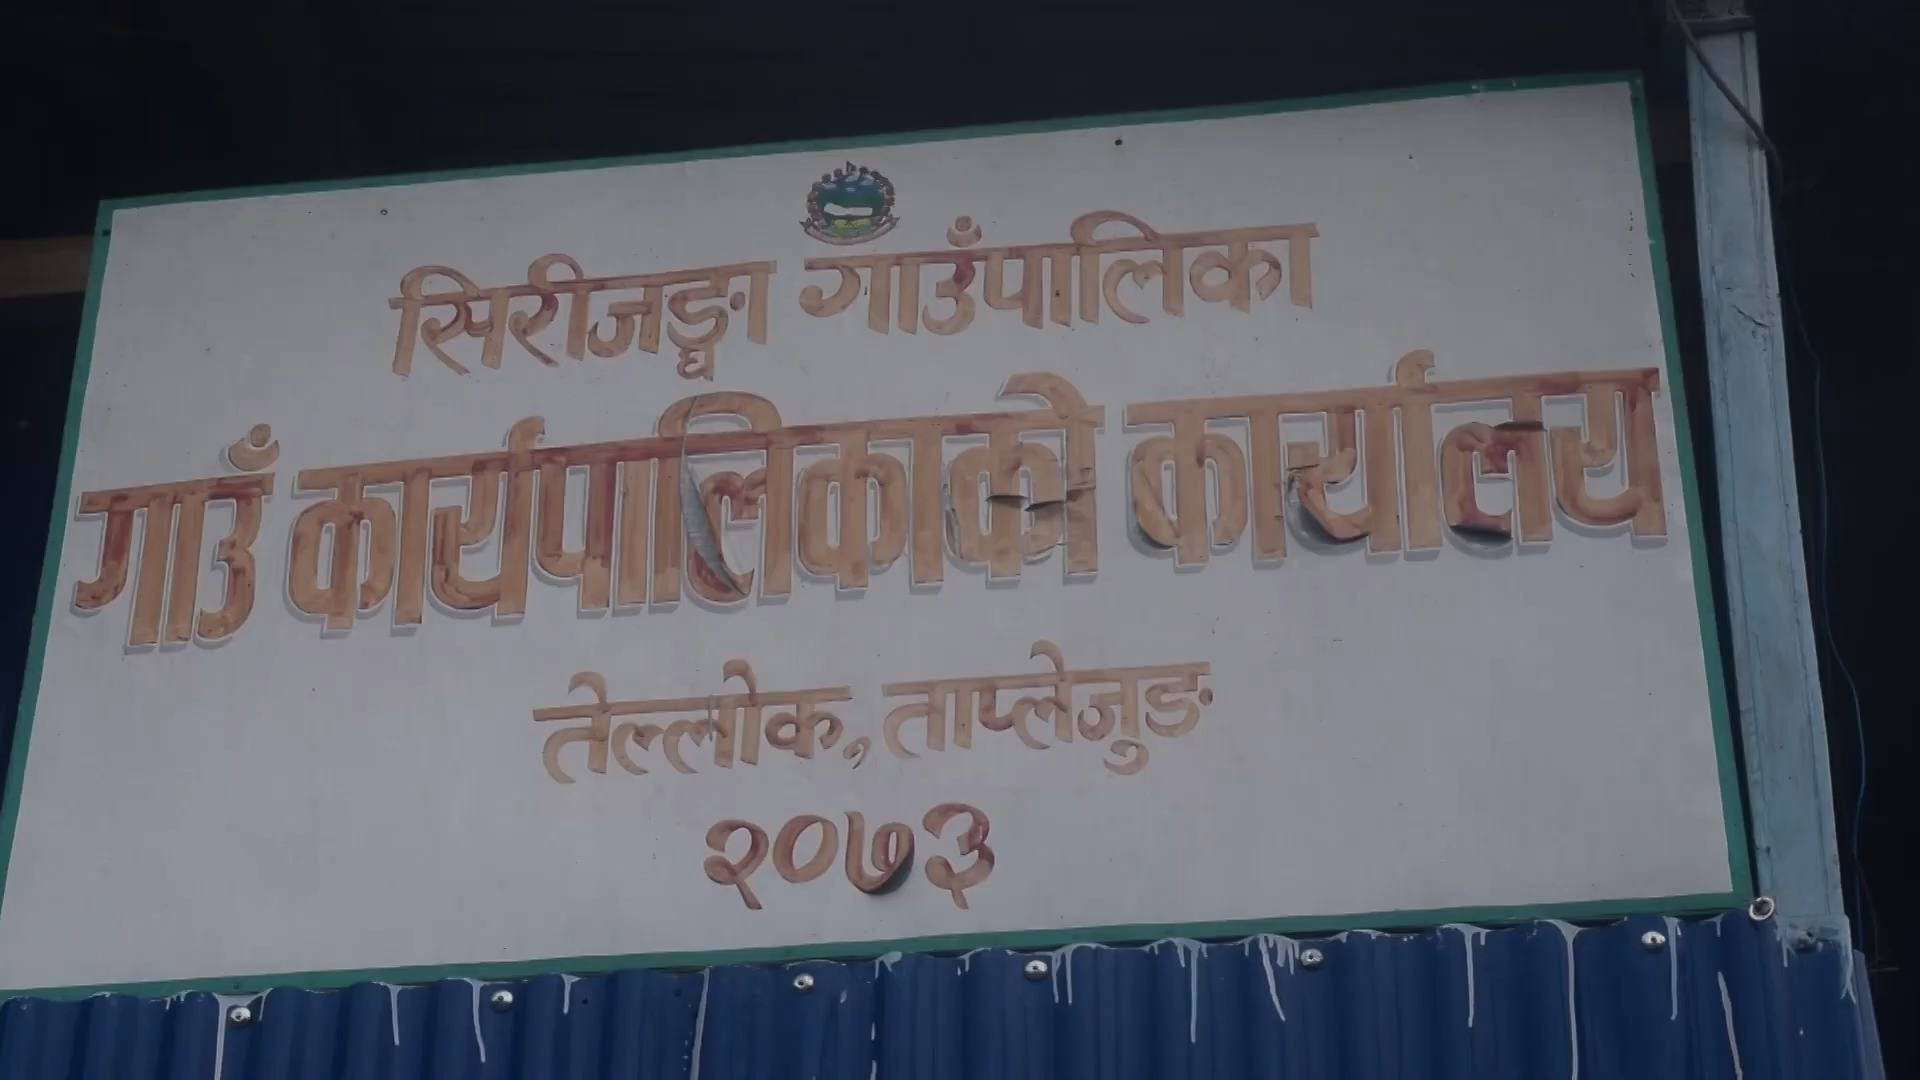 सिरीजङ्घा गाउँपालिका
गाउँ कार्यपालिकाको कार्यालय
तेल्लोक, ताप्लेजुङ
२०७३